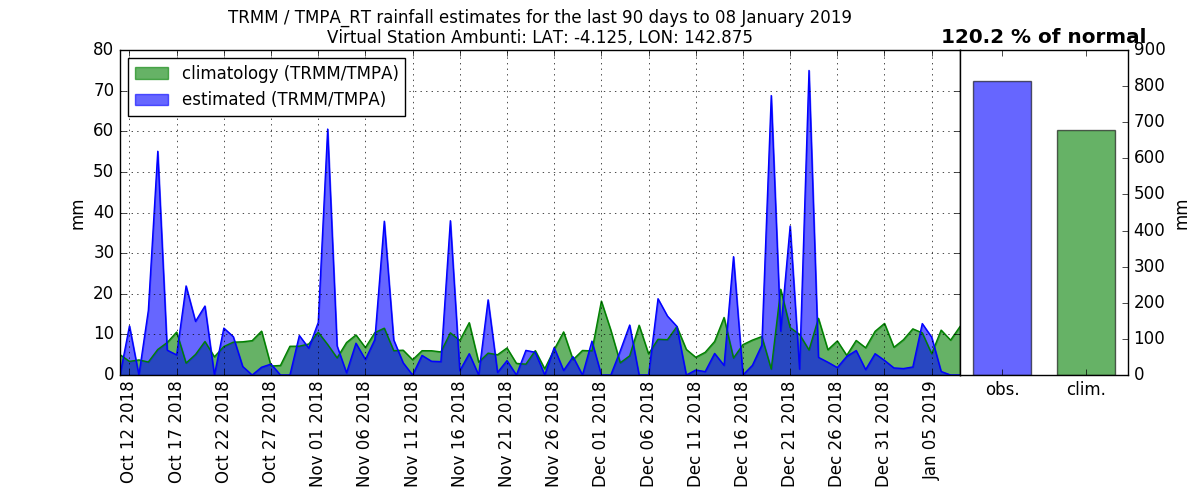 TRMM / TMPA_RT rainfall estimates for the last 90 days to 08 January 2019
Virtual Station Ambunti: LAT: -4.125, LON: 142.875
120.2 % of normal
climatology (TRMM/TMPA)
estimated (TRMM/TMPA)
80
70
60
50
40
30
20
10
0
mm
Oct 12 2018
Oct 17 2018
Oct 22 2018
Oct 27 2018
Nov 01 2018
Nov 06 2018
Nov 11 2018
Nov 16 2018
Nov 21 2018
Nov 26 2018
Dec 01 2018
Dec 06 2018
Dec 11 2018
Dec 16 2018
Dec 21 2018
Dec 26 2018
Dec 31 2018
Jan 05 2019
900
800
700
600
500
400
300
200
100
0
mm
obs.
clim.